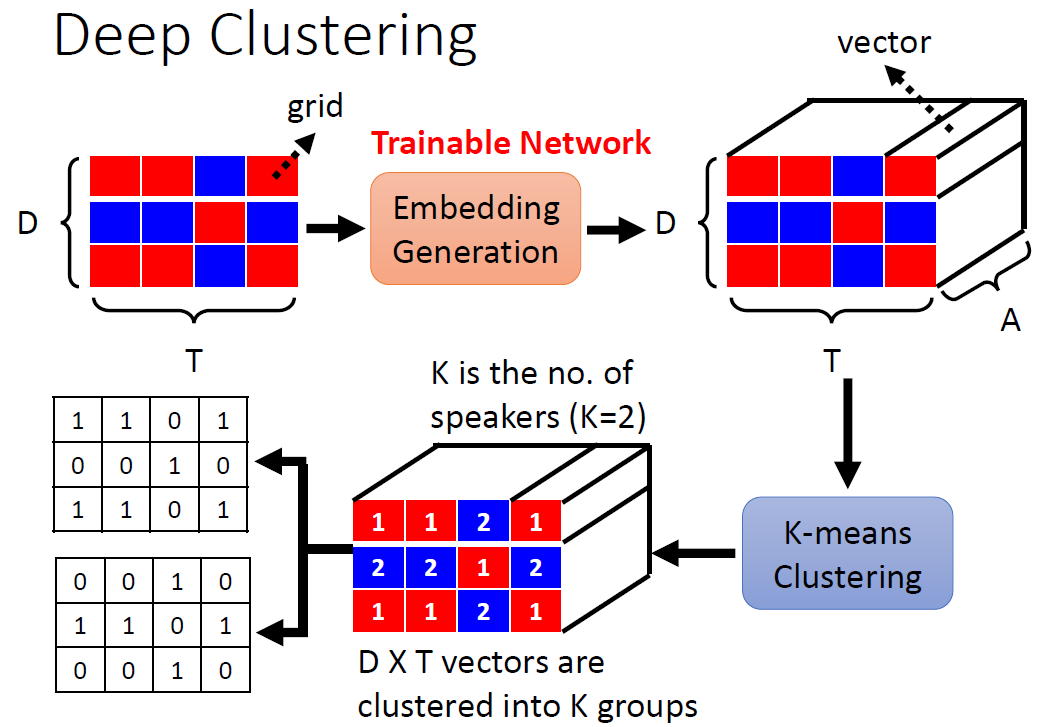 Deep Clustering
grid
D
T
Trainable Network
Embedding
Generation
vector
D
T
A
K-means
Clustering
K is the no. of
speakers (K=2)
1 1 2 1
2 2 1 2
1 1 2 1
D X T vectors are
clustered into K groups
1 1 0 1
0 0 1 0
1 1 0 1
0 0 1 0
1 1 0 1
0 0 1 0